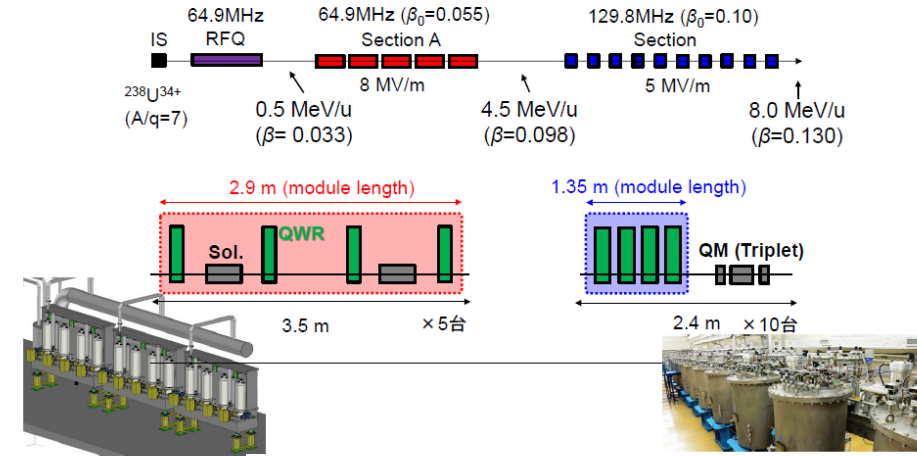 64.9MHz
RFQ
64.9MHz (β₀=0.055)
Section A
129.8MHz (β₀=0.10)
Section
IS
8 MV/m
5 MV/m
²³⁸U³⁴⁺
(A/q=7)
0.5 MeV/u
(β= 0.033)
4.5 MeV/u
(β=0.098)
8.0 MeV/u
(β=0.130)
2.9 m (module length)
1.35 m (module length)
QWR
Sol.
QM (Triplet)
3.5 m
×5台
2.4 m
×10台